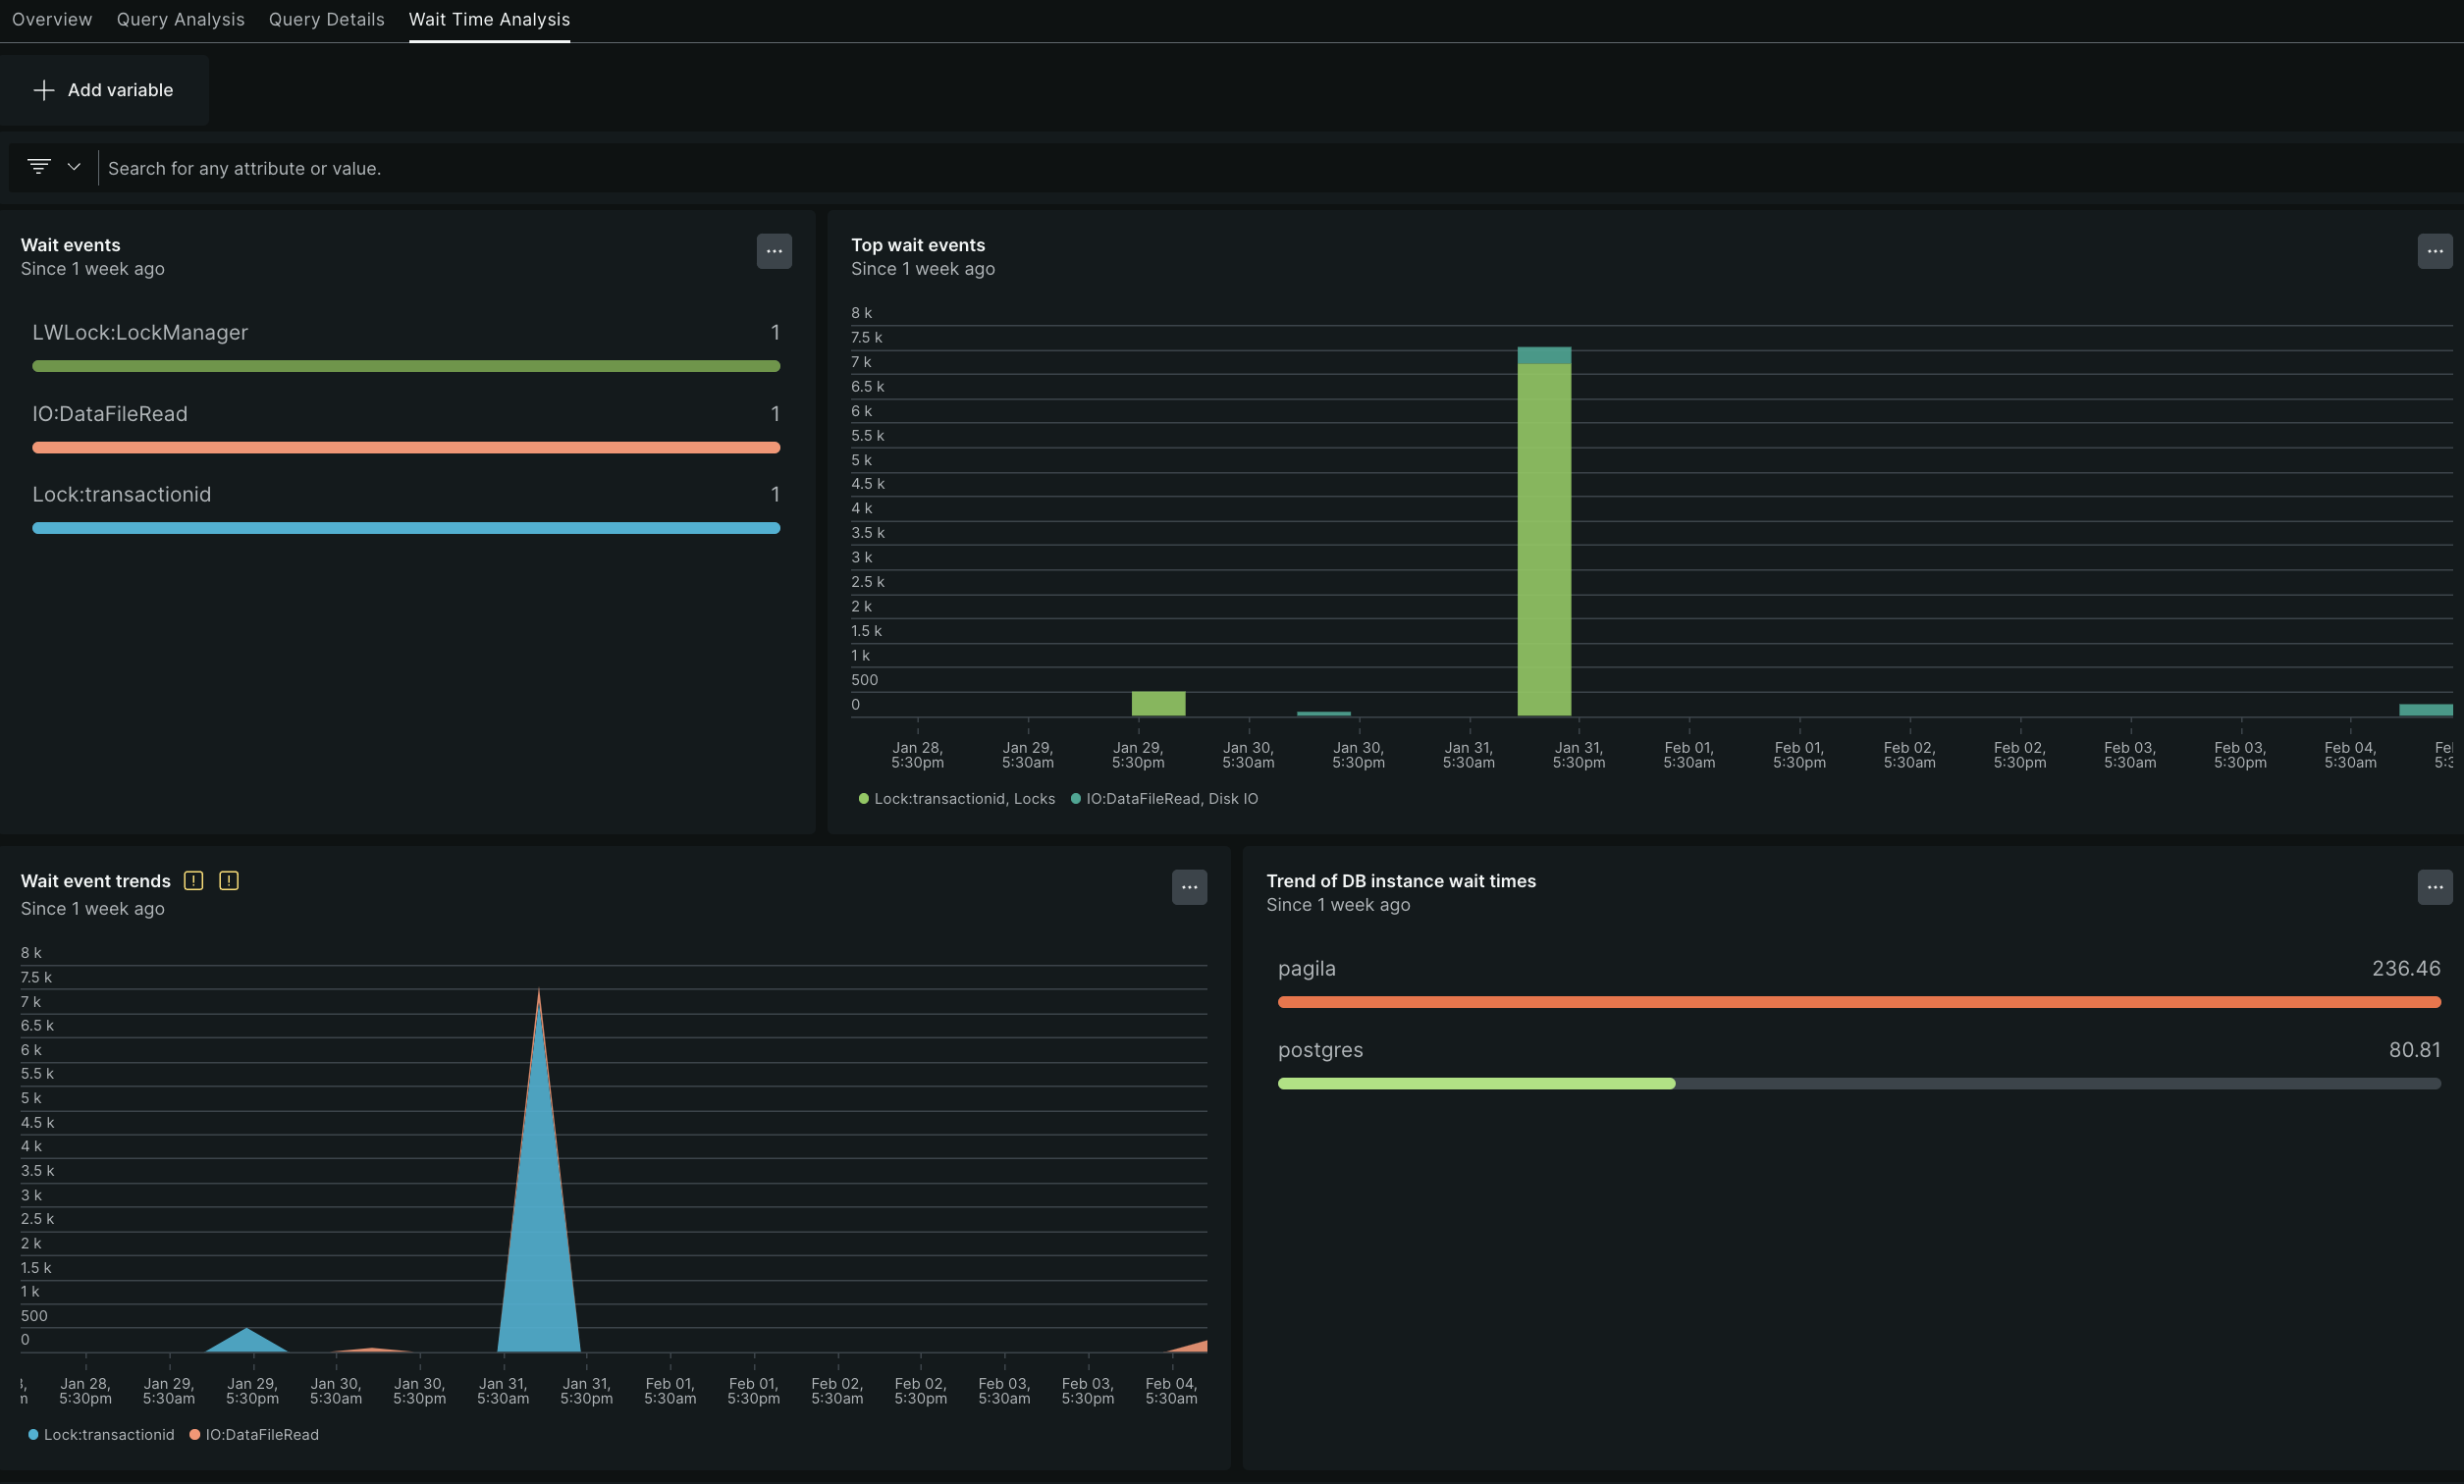 Overview Query Analysis Query Details Wait Time Analysis
Add variable
Search for any attribute or value.
Wait events
Since 1 week ago
LWLock:LockManager 1
IO:DataFileRead 1
Lock:transactionid 1
Top wait events
Since 1 week ago
8 k
7.5 k
7 k
6.5 k
6 k
5.5 k
5 k
4.5 k
4 k
3.5 k
3 k
2.5 k
2 k
1.5 k
1 k
500
0
Jan 28, Jan 29, Jan 29, Jan 30, Jan 30, Jan 31, Jan 31, Feb 01, Feb 01, Feb 02, Feb 02, Feb 03, Feb 03, Feb 04,
5:30pm 5:30am 5:30pm 5:30am 5:30pm 5:30am 5:30pm 5:30am 5:30pm 5:30am 5:30pm 5:30am 5:30pm 5:30am
Lock:transactionid, Locks IO:DataFileRead, Disk IO
Wait event trends
Since 1 week ago
8 k
7.5 k
7 k
6.5 k
6 k
5.5 k
5 k
4.5 k
4 k
3.5 k
3 k
2.5 k
2 k
1.5 k
1 k
500
0
Jan 28, Jan 29, Jan 29, Jan 30, Jan 30, Jan 31, Jan 31, Feb 01, Feb 01, Feb 02, Feb 02, Feb 03, Feb 03, Feb 04,
5:30pm 5:30am 5:30pm 5:30am 5:30pm 5:30am 5:30pm 5:30am 5:30pm 5:30am 5:30pm 5:30am 5:30pm 5:30am
Lock:transactionid IO:DataFileRead
Trend of DB instance wait times
Since 1 week ago
pagila 236.46
postgres 80.81